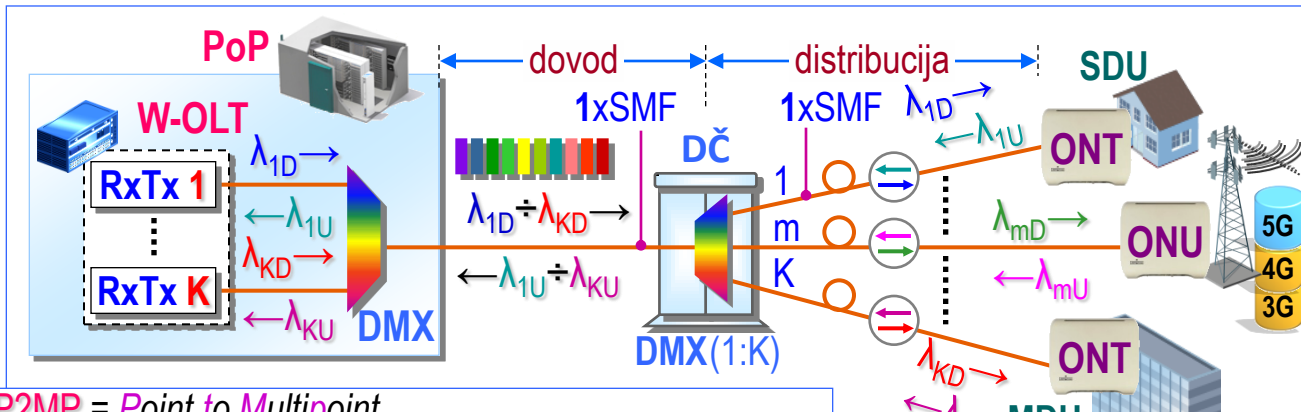 PoP
dovod
distribucija
SDU
1xSMF
1xSMF
λ1D→
←λ1U
W-OLT
DČ
ONT
RxTx 1
λ1D→
←λ1U
1
λ1D÷λKD→
m
λmD→
ONU
5G
λKD→
←λ1U÷λKU
K
←λmU
4G
RxTx K
←λKU
DMX
3G
DMX(1:K)
λKD→
ONT
P2MP = Point to Multipoint
MDU